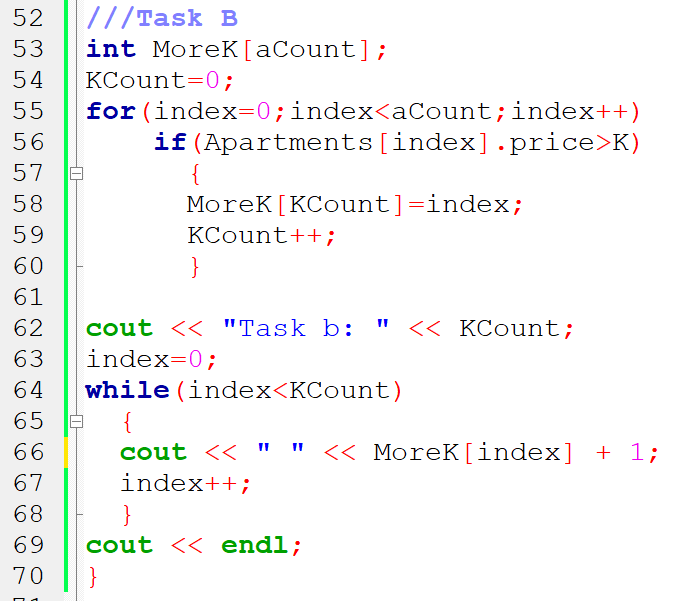 52 ///Task B
53 int MoreK[aCount];
54 KCount=0;
55 for(index=0;index<aCount;index++)
56     if(Apartments[index].price>K)
57       {
58       MoreK[KCount]=index;
59       KCount++;
60       }
61
62 cout << "Task b: " << KCount;
63 index=0;
64 while(index<KCount)
65   {
66   cout << " " << MoreK[index] + 1;
67   index++;
68   }
69 cout << endl;
70 }